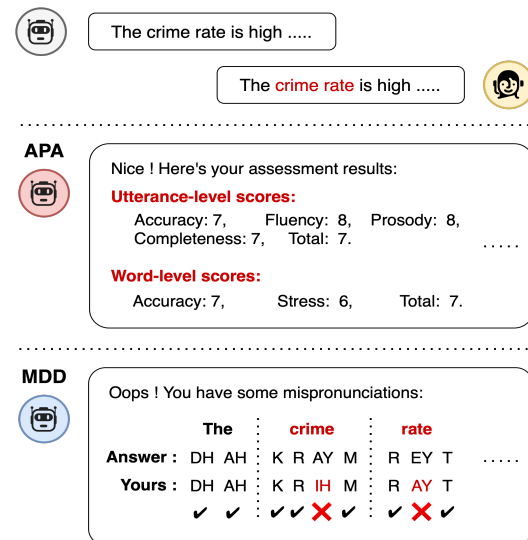 The crime rate is high .....
The crime rate is high .....
APA
Nice ! Here's your assessment results:
Utterance-level scores:
Accuracy: 7, Fluency: 8, Prosody: 8,
Completeness: 7, Total: 7.
.....
Word-level scores:
Accuracy: 7, Stress: 6, Total: 7.
MDD
Oops ! You have some mispronunciations:
The crime rate
Answer : DH AH K R AY M R EY T .....
Yours : DH AH K R IH M R AY T
✔ ✔ ✔ ✔ ❌ ✔ ✔ ❌ ✔